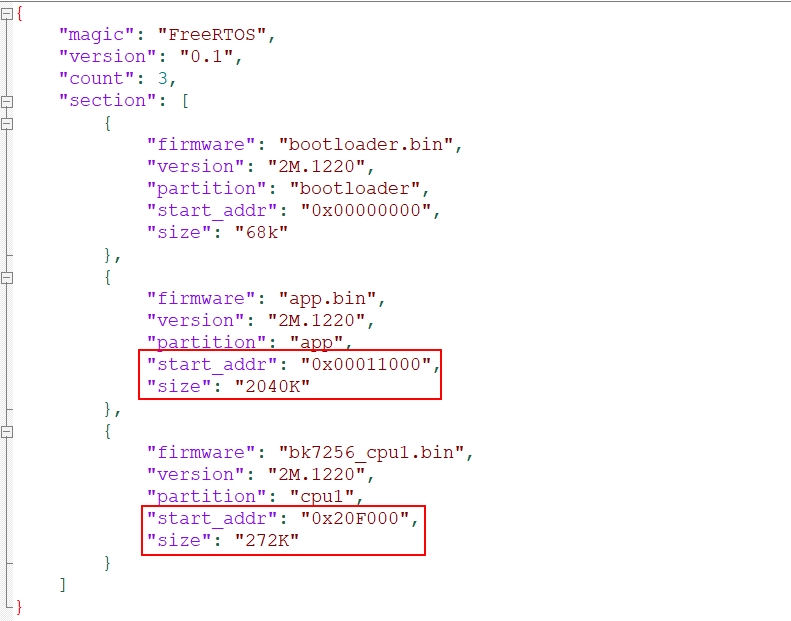 {
    "magic": "FreeRTOS",
    "version": "0.1",
    "count": 3,
    "section": [
        {
            "firmware": "bootloader.bin",
            "version": "2M.1220",
            "partition": "bootloader",
            "start_addr": "0x00000000",
            "size": "68k"
        },
        {
            "firmware": "app.bin",
            "version": "2M.1220",
            "partition": "app",
            "start_addr": "0x00011000",
            "size": "2040K"
        },
        {
            "firmware": "bk7256_cpu1.bin",
            "version": "2M.1220",
            "partition": "cpu1",
            "start_addr": "0x20F000",
            "size": "272K"
        }
    ]
}